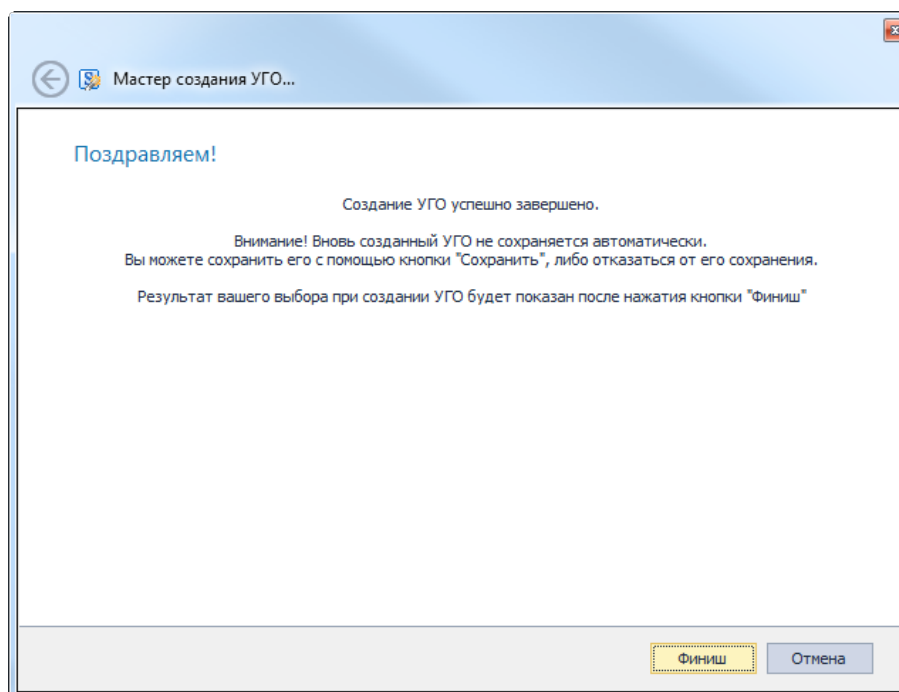 Мастер создания УГО...
Поздравляем!
Создание УГО успешно завершено.
Внимание! Вновь созданный УГО не сохраняется автоматически.
Вы можете сохранить его с помощью кнопки "Сохранить", либо отказаться от его сохранения.
Результат вашего выбора при создании УГО будет показан после нажатия кнопки "Финиш"
Финиш Отмена